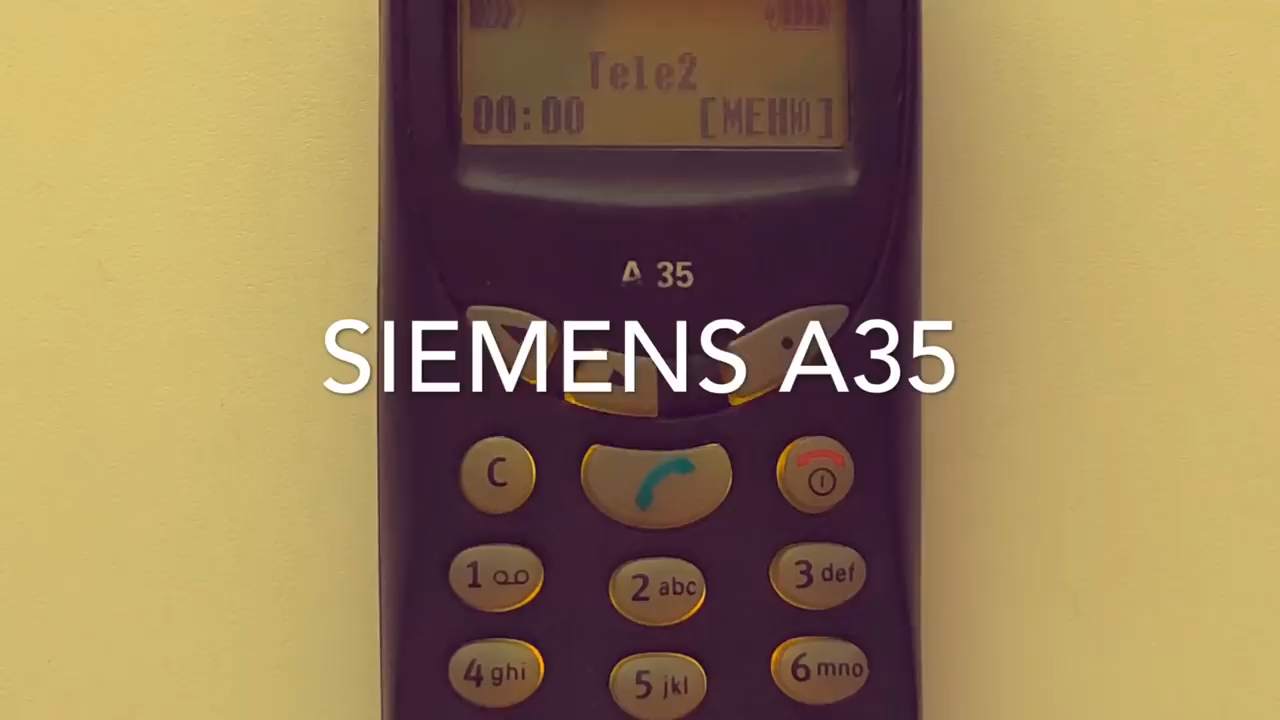 Tele2
00:00 [МЕНЮ]
A 35
SIEMENS A35
C
1 2 abc 3 def
4 ghi 5 jkl 6 mno